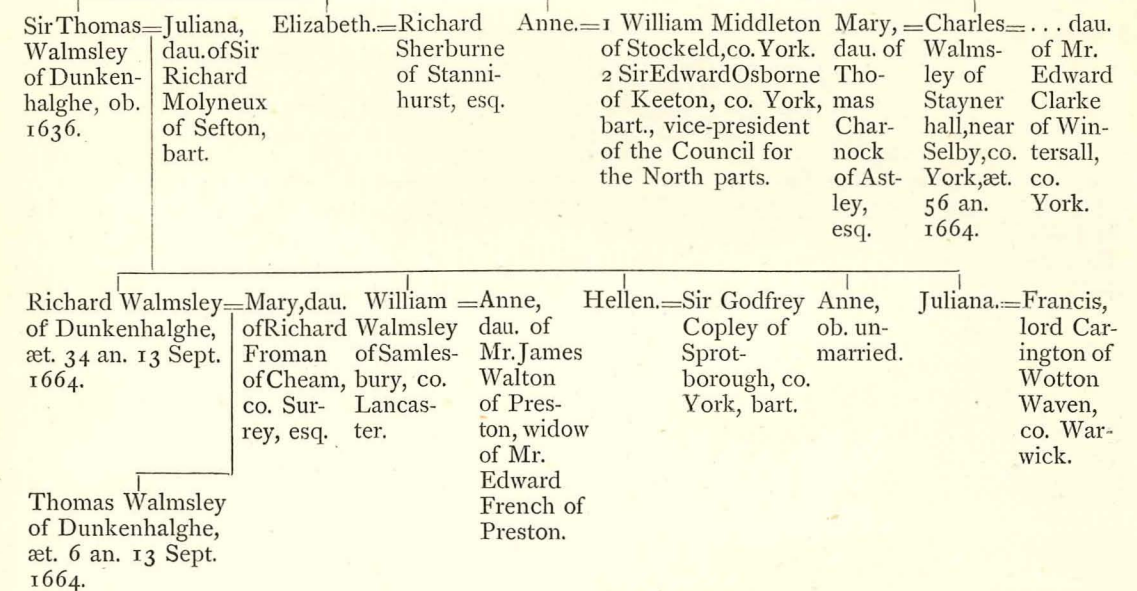 Sir Thomas=
Walmsley
of Dunken-
halghe, ob.
1636.
Juliana,
dau. of Sir
Richard
Molyneux
of Sefton,
bart.
Elizabeth.=
Richard
Sherburne
of Stanni-
hurst, esq.
Anne.=
1 William Middleton
of Stockeld, co. York.
2 Sir Edward Osborne
of Keeton, co. York,
bart., vice-president
of the Council for
the North parts.
Mary,
dau. of
Tho-
mas
Char-
nock
of Ast-
ley,
esq.
=Charles=
Walms-
ley of
Stayner
hall, near
Selby, co.
York, æt.
56 an.
1664.
. . . dau.
of Mr.
Edward
Clarke
of Win-
tersall,
co.
York.
Richard Walmsley=
of Dunkenhalghe,
æt. 34 an. 13 Sept.
1664.
Mary, dau.
of Richard
Froman
of Cheam,
co. Sur-
rey, esq.
William
Walmsley
of Samles-
bury, co.
Lancas-
ter.
=Anne,
dau. of
Mr. James
Walton
of Pres-
ton, widow
of Mr.
Edward
French of
Preston.
Hellen.=
Sir Godfrey
Copley of
Sprot-
borough, co.
York, bart.
Anne,
ob. un-
married.
Juliana.=
Francis,
lord Car-
ington of
Wotton
Waven,
co. War-
wick.
Thomas Walmsley
of Dunkenhalghe,
æt. 6 an. 13 Sept.
1664.